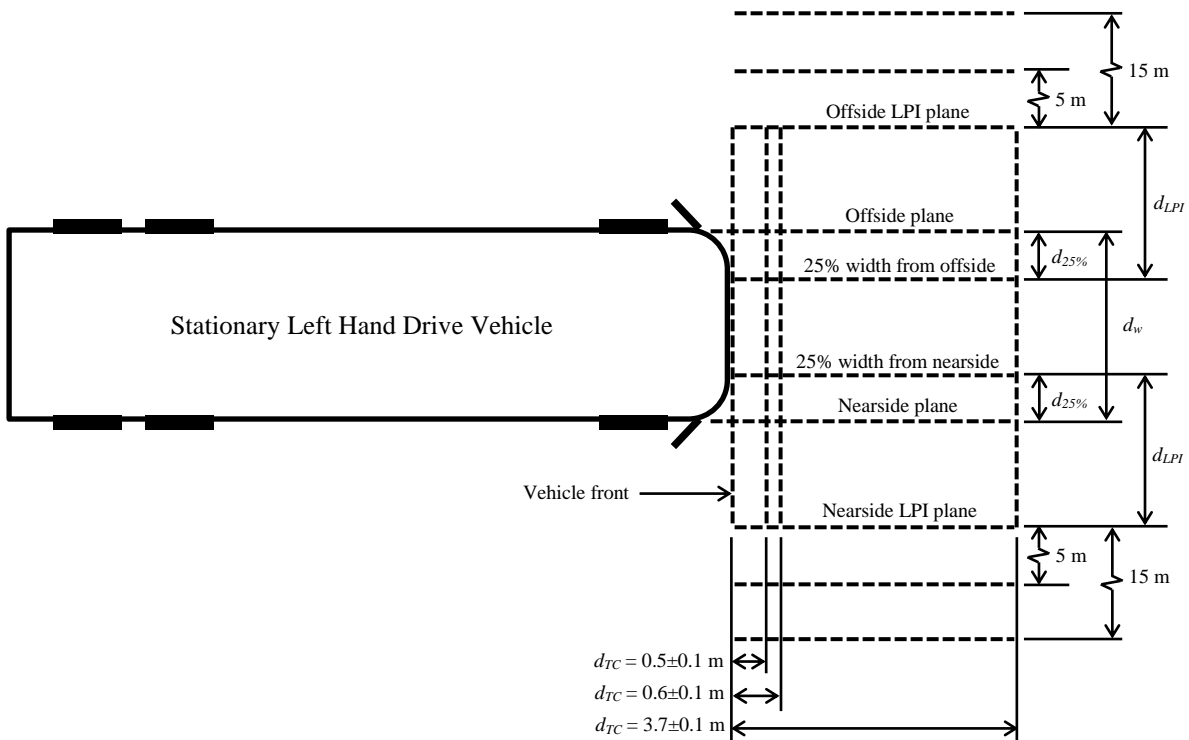 15 m
5 m
Offside LPI plane
d_LPI
Offside plane
d_25%
25% width from offside
Stationary Left Hand Drive Vehicle
d_w
25% width from nearside
d_25%
Nearside plane
d_LPI
Vehicle front
Nearside LPI plane
5 m
15 m
d_TC = 0.5±0.1 m
d_TC = 0.6±0.1 m
d_TC = 3.7±0.1 m